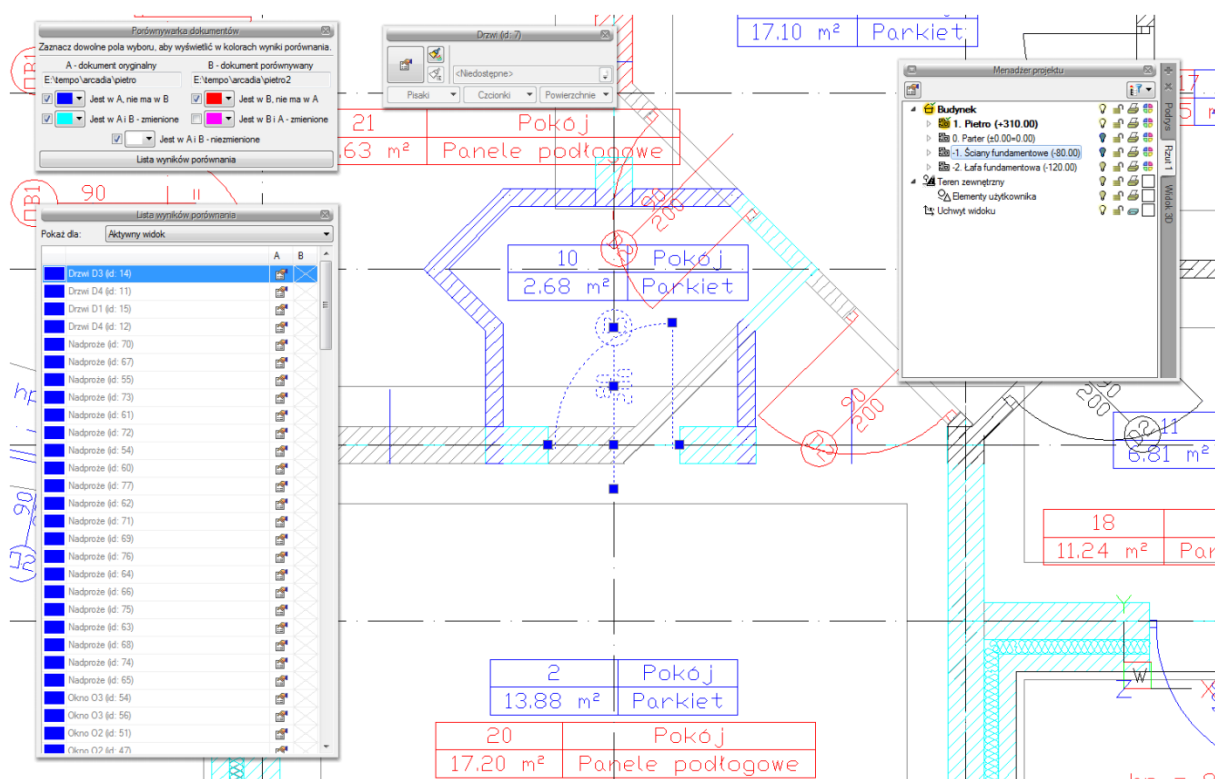 Porównywarka dokumentów
Zaznacz dowolne pola wyboru, aby wyświetlić w kolorach wyniki porównania.
A - dokument oryginalny
B - dokument porównywany
E:\tempo\arcadia\pietro
E:\tempo\arcadia\pietro2
Jest w A, nie ma w B
Jest w B, nie ma w A
Jest w A i B - zmienione
Jest w B i A - zmienione
Jest w A i B - niezmienione
Lista wyników porównania
Drzwi (id: 7)
<Niedostępne>
Pisaki
Czcionki
Powierzchnie
17.10 m² Parkiet
Menadżer projektu
Budynek
1. Pietro (+310.00)
0. Parter (±0.00=0.00)
-1. Ściany fundamentowe (-80.00)
-2. Ława fundamentowa (-120.00)
Teren zewnętrzny
Elementy użytkownika
Uchwyt widoku
Podrys
Rzut 1
Widok 3D
21 Pokój
.63 m² Panele podłogowe
90
Lista wyników porównania
Pokaż dla:
Aktywny widok
A B
Drzwi D3 (id: 14)
Drzwi D4 (id: 11)
Drzwi D1 (id: 15)
Drzwi D4 (id: 12)
Nadproże (id: 70)
Nadproże (id: 67)
Nadproże (id: 55)
Nadproże (id: 73)
Nadproże (id: 61)
Nadproże (id: 72)
Nadproże (id: 54)
Nadproże (id: 60)
Nadproże (id: 77)
Nadproże (id: 62)
Nadproże (id: 71)
Nadproże (id: 69)
Nadproże (id: 76)
Nadproże (id: 64)
Nadproże (id: 66)
Nadproże (id: 75)
Nadproże (id: 63)
Nadproże (id: 68)
Nadproże (id: 74)
Nadproże (id: 65)
Okno O3 (id: 54)
Okno O3 (id: 56)
Okno O2 (id: 51)
Okno O2 (id: 47)
90
200
10 Pokój
2.68 m² Parkiet
90
200
90
200
11
6.81 m²
18
11.24 m²
2 Pokój
13.88 m² Parkiet
20 Pokój
17.20 m² Panele podłogowe
Y
W
Z
X